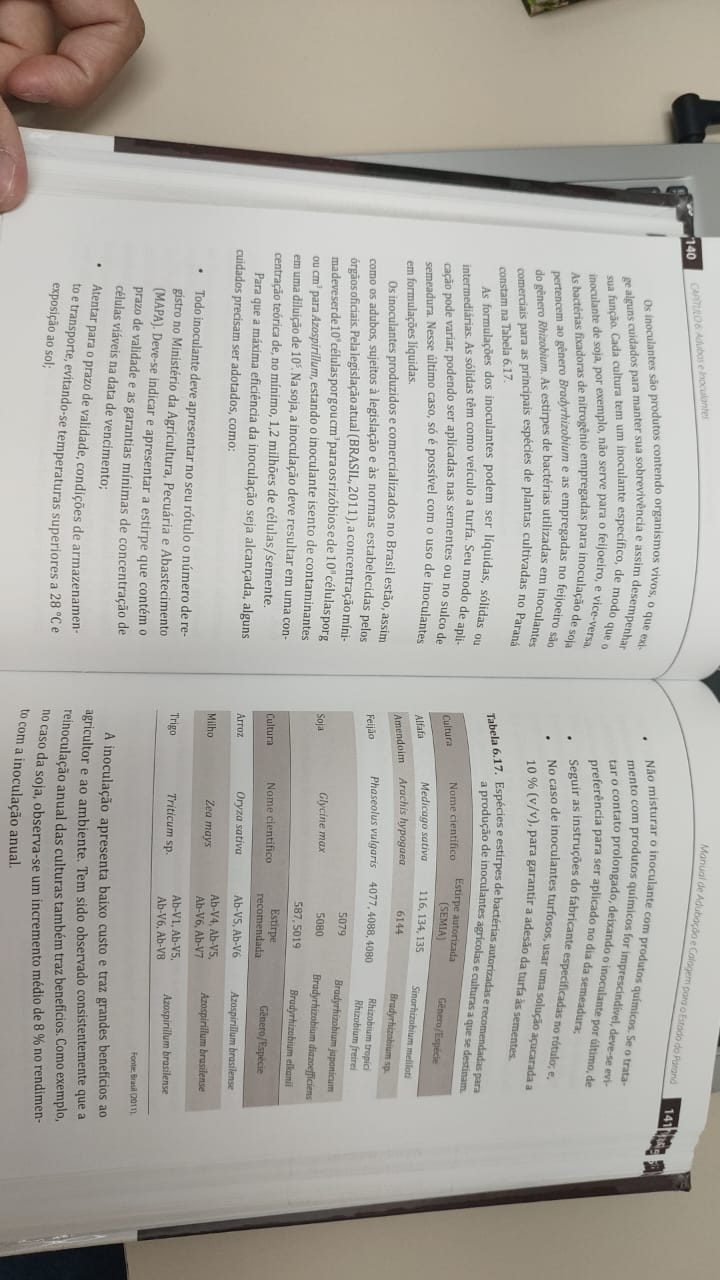 140
CAPÍTULO 6: Adubos e Inoculantes
Os inoculantes são produtos contendo organismos vivos, o que exi-
ge alguns cuidados para manter sua sobrevivência e assim desempenhar
sua função. Cada cultura tem um inoculante específico, de modo que o
inoculante de soja, por exemplo, não serve para o feijoeiro, e vice-versa.
As bactérias fixadoras de nitrogênio empregadas para inoculação de soja
pertencem ao gênero Bradyrhizobium e as empregadas no feijoeiro são
do gênero Rhizobium. As estirpes de bactérias utilizadas em inoculantes
comerciais para as principais espécies de plantas cultivadas no Paraná
constam na Tabela 6.17.
As formulações dos inoculantes podem ser líquidas, sólidas ou
intermediárias. As sólidas têm como veículo a turfa. Seu modo de apli-
cação pode variar, podendo ser aplicadas nas sementes ou no sulco de
semeadura. Nesse último caso, só é possível com o uso de inoculantes
em formulações líquidas.
Os inoculantes produzidos e comercializados no Brasil estão, assim
como os adubos, sujeitos à legislação e às normas estabelecidas pelos
órgãos oficiais. Pela legislação atual (BRASIL, 2011), a concentração míni-
ma deve ser de 10⁹ células por g ou cm³ para os rizóbios e de 10⁸ células por g
ou cm³ para Azospirillum, estando o inoculante isento de contaminantes
em uma diluição de 10⁵. Na soja, a inoculação deve resultar em uma con-
centração teórica de, no mínimo, 1,2 milhões de células/semente.
Para que a máxima eficiência da inoculação seja alcançada, alguns
cuidados precisam ser adotados, como:
• Todo inoculante deve apresentar no seu rótulo o número de re-
gistro no Ministério da Agricultura, Pecuária e Abastecimento
(MAPA). Deve-se indicar e apresentar a estirpe que contém o
prazo de validade e as garantias mínimas de concentração de
células viáveis na data de vencimento;
• Atentar para o prazo de validade, condições de armazenamen-
to e transporte, evitando-se temperaturas superiores a 28 °C e
exposição ao sol;
Manual de Adubação e Calagem para o Estado do Paraná
141
• Não misturar o inoculante com produtos químicos. Se o trata-
mento com produtos químicos for imprescindível, deve-se evi-
tar o contato prolongado, deixando o inoculante por último, de
preferência para ser aplicado no dia da semeadura;
• Seguir as instruções do fabricante especificadas no rótulo; e,
• No caso de inoculantes turfosos, usar uma solução açucarada a
10 % (v/v), para garantir a adesão da turfa às sementes.
Tabela 6.17. Espécies e estirpes de bactérias autorizadas e recomendadas para
a produção de inoculantes agrícolas e culturas a que se destinam.
Cultura Nome científico Estirpe autorizada (SEMIA) Gênero/Espécie
Alfafa Medicago sativa 116, 134, 135 Sinorhizobium meliloti
Amendoim Arachis hypogaea 6144 Bradyrhizobium sp.
Feijão Phaseolus vulgaris 4077, 4088, 4080 Rhizobium tropici
Rhizobium freirei
5079 Bradyrhizobium japonicum
Soja Glycine max 5080 Bradyrhizobium diazoefficiens
587, 5019 Bradyrhizobium elkanii
Cultura Nome científico Estirpe recomendada Gênero/Espécie
Arroz Oryza sativa Ab-V5, Ab-V6 Azospirillum brasilense
Milho Zea mays Ab-V4, Ab-V5, Ab-V6, Ab-V7 Azospirillum brasilense
Trigo Triticum sp. Ab-V1, Ab-V5, Ab-V6, Ab-V8 Azospirillum brasilense
Fonte: Brasil (2011).
A inoculação apresenta baixo custo e traz grandes benefícios ao
agricultor e ao ambiente. Tem sido observado consistentemente que a
reinoculação anual das culturas também traz benefícios. Como exemplo,
no caso da soja, observa-se um incremento médio de 8 % no rendimen-
to com a inoculação anual.